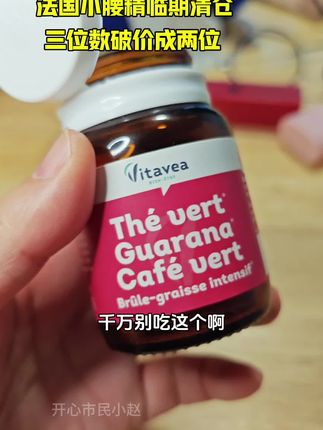 法国小腰精临期清仓
三位数破价成两位
Vitavea
BIEN-ÊTRE
Thé vert*
Guarana*
Café vert
Brûle-graisse intensif*
千万别吃这个啊
开心市民小赵